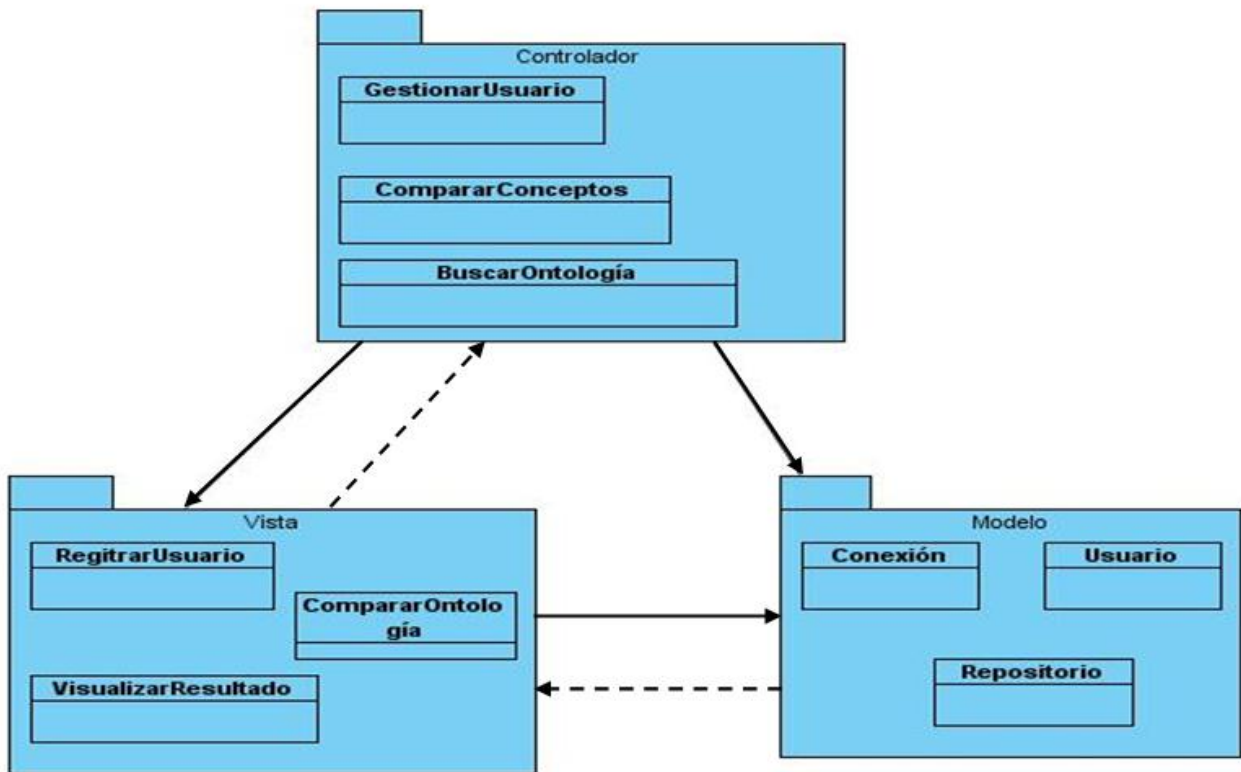 Controlador
GestionarUsuario
CompararConceptos
BuscarOntología
Vista
RegitrarUsuario
CompararOntolo
gía
VisualizarResultado
Modelo
Conexión
Usuario
Repositorio